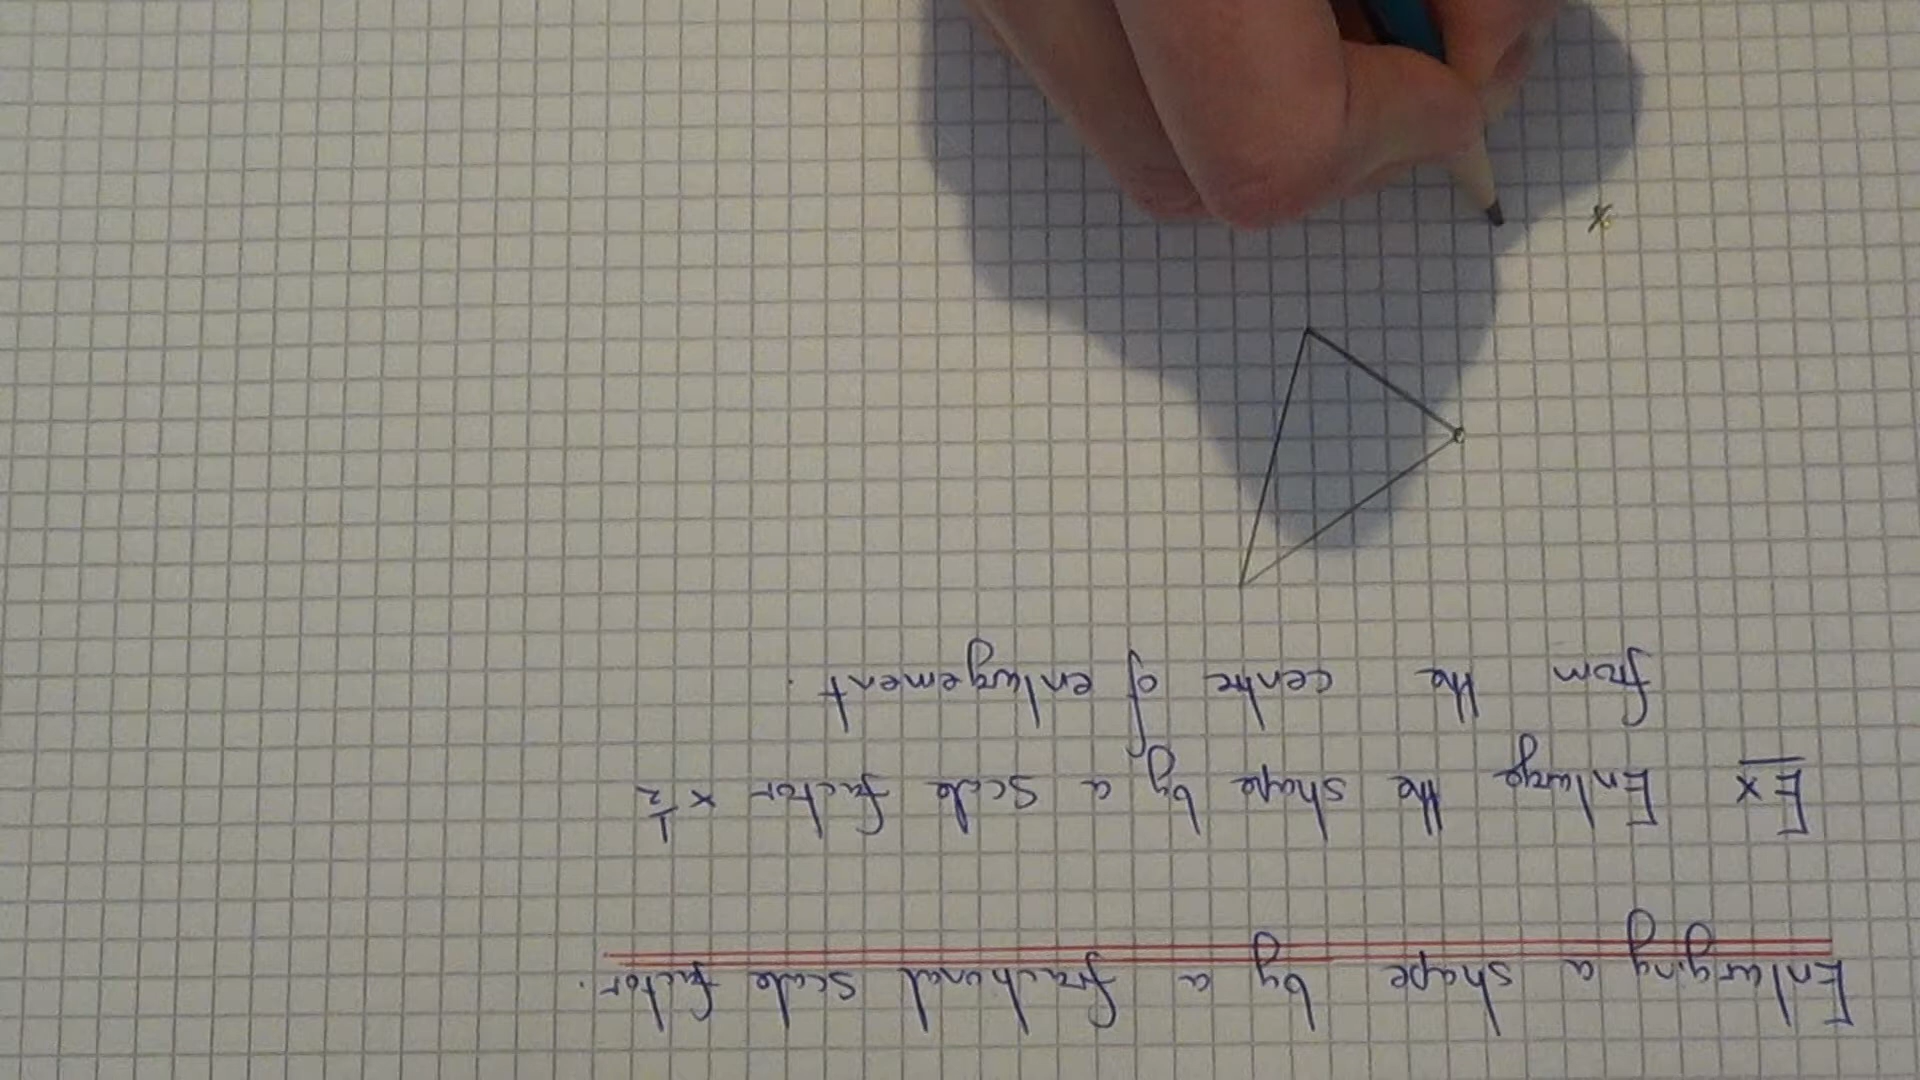 Enlarging a shape by a fractional scale factor.
Ex Enlarge the shape by a scale factor x 1/2
from the centre of enlargement.